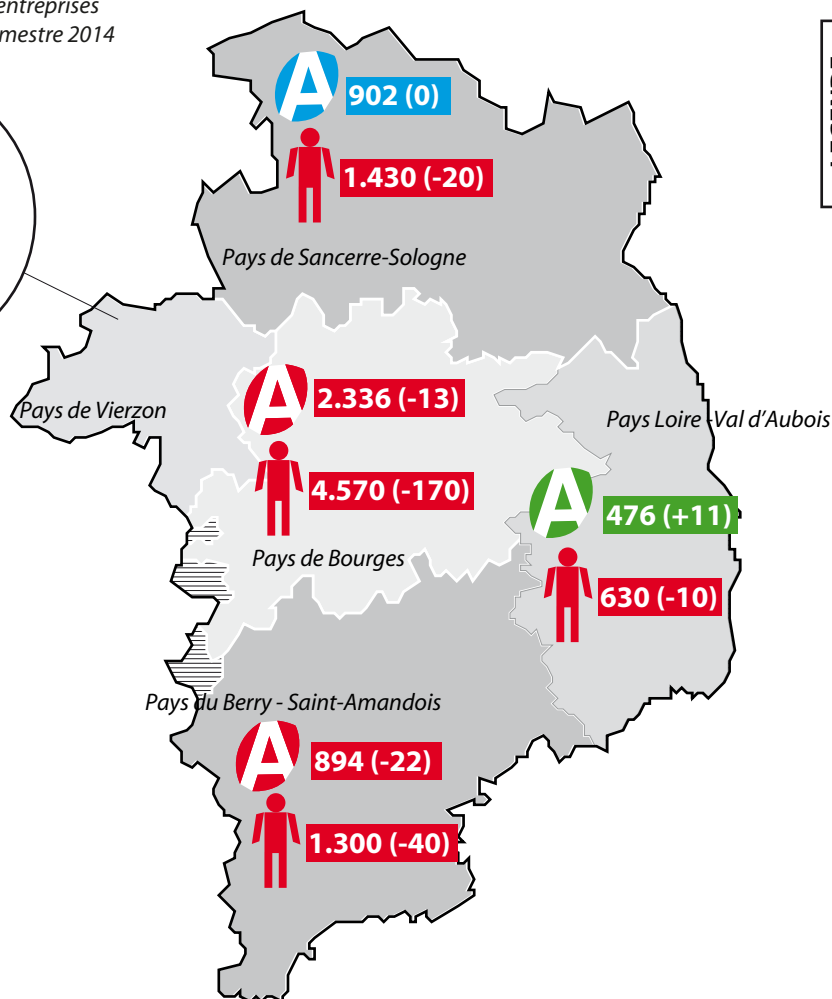 entreprises
mestre 2014
A
902 (0)
1.430 (-20)
Pays de Sancerre-Sologne
Pays de Vierzon
A
2.336 (-13)
Pays Loire -Val d'Aubois
4.570 (-170)
A
476 (+11)
Pays de Bourges
630 (-10)
Pays du Berry - Saint-Amandois
A
894 (-22)
1.300 (-40)